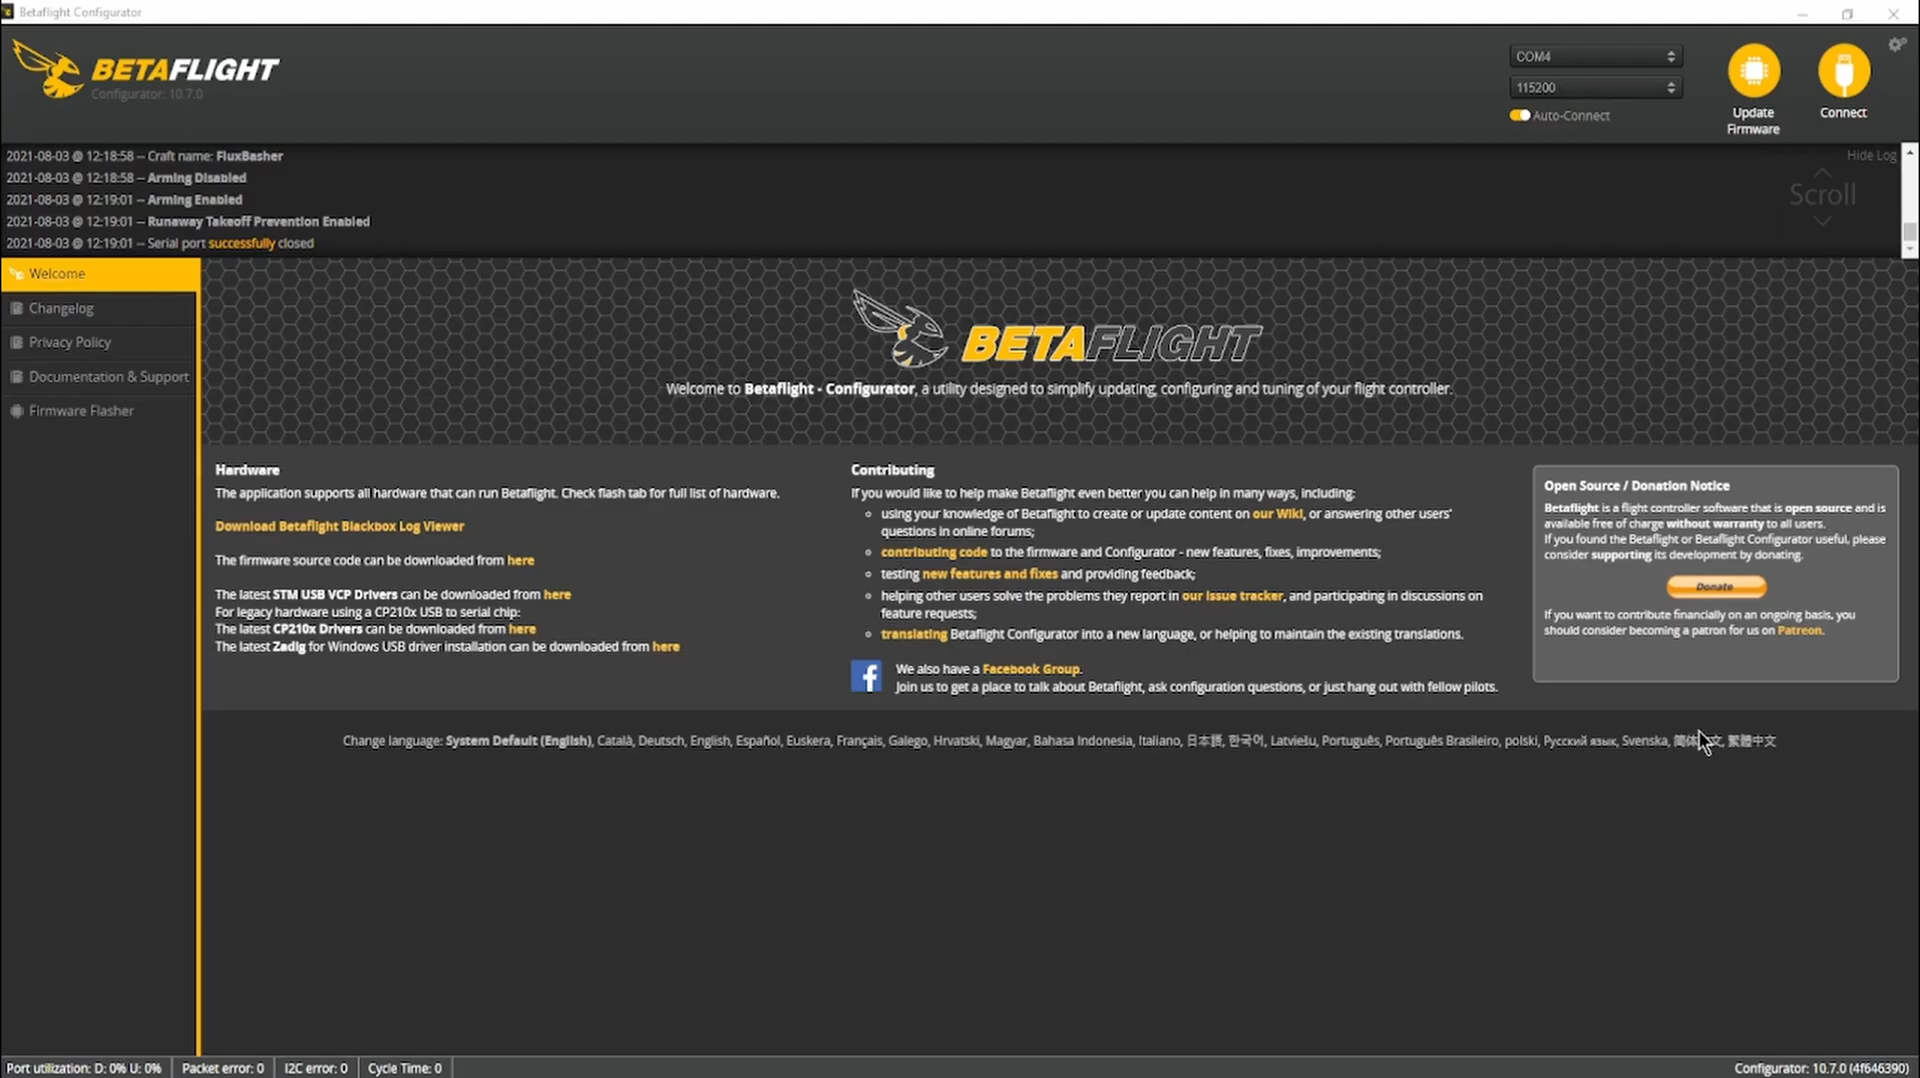 Betaflight Configurator
BETAFLIGHT
Configurator: 10.7.0
COM4
115200
Auto-Connect
Update
Firmware
Connect
2021-08-03 @ 12:18:58 -- Craft name: FluxBasher
2021-08-03 @ 12:18:58 -- Arming Disabled
2021-08-03 @ 12:19:01 -- Arming Enabled
2021-08-03 @ 12:19:01 -- Runaway Takeoff Prevention Enabled
2021-08-03 @ 12:19:01 -- Serial port successfully closed
Hide Log
Scroll
Welcome
Changelog
Privacy Policy
Documentation & Support
Firmware Flasher
BETAFLIGHT
Welcome to Betaflight - Configurator, a utility designed to simplify updating, configuring and tuning of your flight controller.
Hardware
The application supports all hardware that can run Betaflight. Check flash tab for full list of hardware.
Download Betaflight Blackbox Log Viewer
The firmware source code can be downloaded from here
The latest STM USB VCP Drivers can be downloaded from here
For legacy hardware using a CP210x USB to serial chip:
The latest CP210x Drivers can be downloaded from here
The latest Zadig for Windows USB driver installation can be downloaded from here
Contributing
If you would like to help make Betaflight even better you can help in many ways, including:
using your knowledge of Betaflight to create or update content on our Wiki, or answering other users'
questions in online forums;
contributing code to the firmware and Configurator - new features, fixes, improvements;
testing new features and fixes and providing feedback;
helping other users solve the problems they report in our issue tracker, and participating in discussions on
feature requests;
translating Betaflight Configurator into a new language, or helping to maintain the existing translations.
f
We also have a Facebook Group.
Join us to get a place to talk about Betaflight, ask configuration questions, or just hang out with fellow pilots.
Open Source / Donation Notice
Betaflight is a flight controller software that is open source and is
available free of charge without warranty to all users.
If you found the Betaflight or Betaflight Configurator useful, please
consider supporting its development by donating.
Donate
If you want to contribute financially on an ongoing basis, you
should consider becoming a patron for us on Patreon.
Change language: System Default (English), Català, Deutsch, English, Español, Euskera, Français, Galego, Hrvatski, Magyar, Bahasa Indonesia, Italiano, 日本語, 한국어, Latviešu, Português, Português Brasileiro, polski, Русский язык, Svenska, 简体文, 繁體中文
Port utilization: D: 0% U: 0%
Packet error: 0
I2C error: 0
Cycle Time: 0
Configurator: 10.7.0 (4f646390)